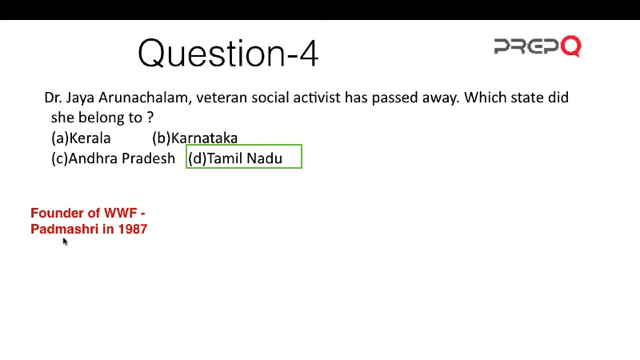 Question-4
PREPQ
Dr. Jaya Arunachalam, veteran social activist has passed away. Which state did
she belong to ?
(a)Kerala (b)Karnataka
(c)Andhra Pradesh (d)Tamil Nadu
Founder of WWF -
Padmashri in 1987